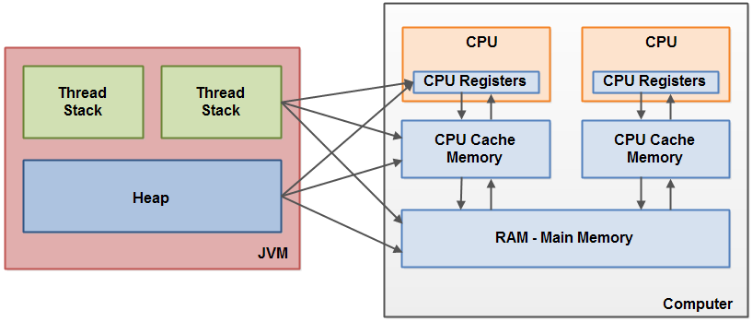 Thread
Stack
Thread
Stack
Heap
JVM
CPU
CPU Registers
CPU Cache
Memory
CPU
CPU Registers
CPU Cache
Memory
RAM - Main Memory
Computer